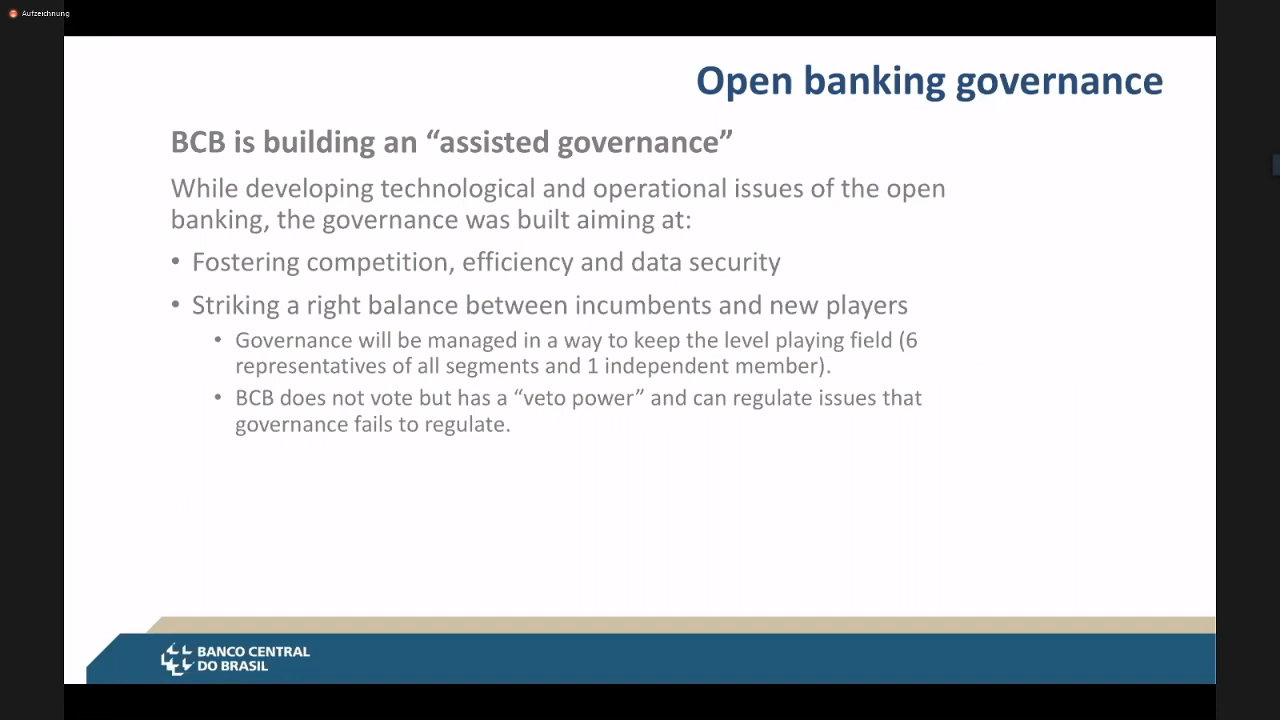 Aufzeichnung
Open banking governance
BCB is building an “assisted governance”
While developing technological and operational issues of the open
banking, the governance was built aiming at:
• Fostering competition, efficiency and data security
• Striking a right balance between incumbents and new players
• Governance will be managed in a way to keep the level playing field (6
representatives of all segments and 1 independent member).
• BCB does not vote but has a “veto power” and can regulate issues that
governance fails to regulate.
BANCO CENTRAL
DO BRASIL